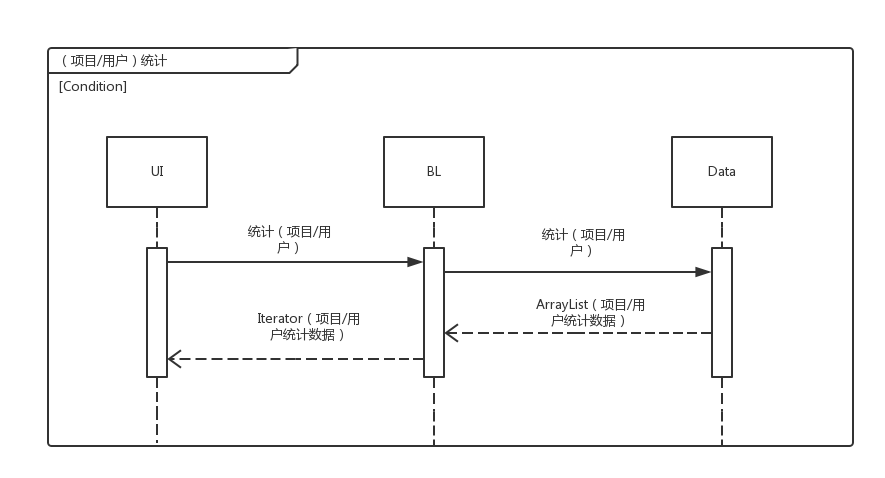 （项目/用户）统计
[Condition]
UI
BL
Data
统计（项目/用
户）
统计（项目/用
户）
ArrayList（项目/用
户统计数据）
Iterator（项目/用
户统计数据）